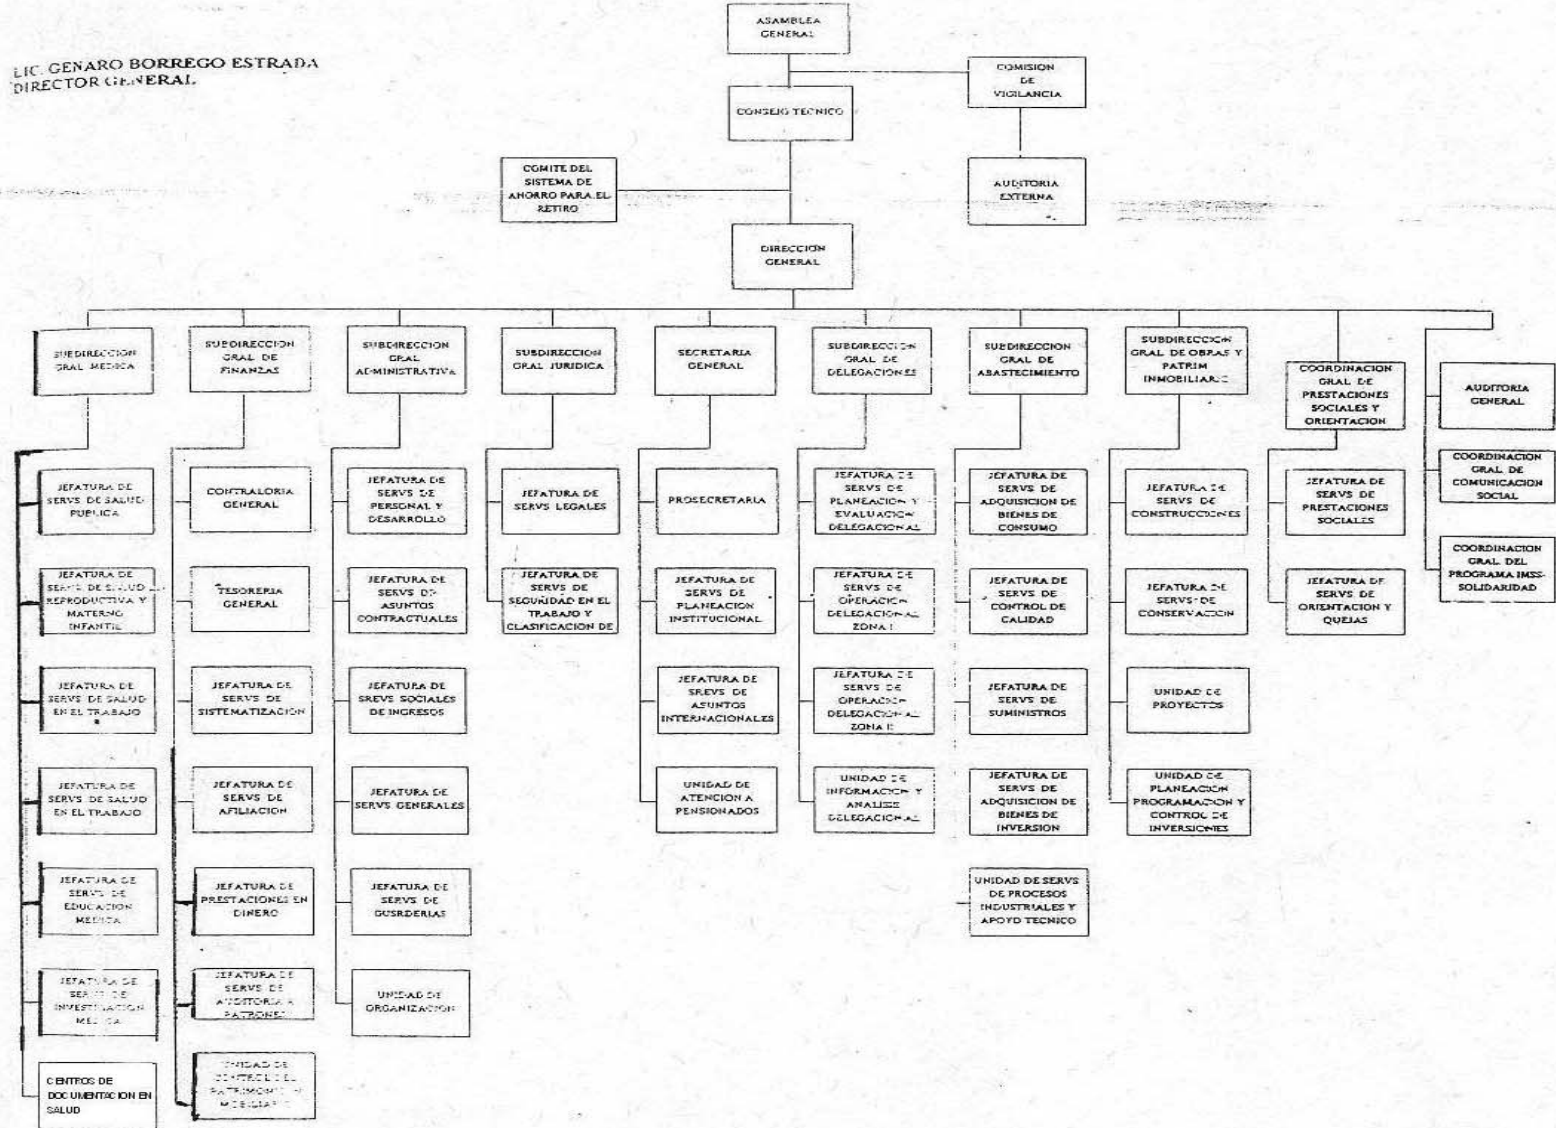 LIC. GENARO BORREGO ESTRADA
DIRECTOR GENERAL
ASAMBLEA
GENERAL
COMISION
DE
VIGILANCIA
CONSEJO TECNICO
COMITE DEL
SISTEMA DE
AHORRO PARA EL
RETIRO
AUDITORIA
EXTERNA
DIRECCION
GENERAL
SUBDIRECCION
GRAL MEDICA
SUBDIRECCION
GRAL DE
FINANZAS
SUBDIRECCION
GRAL
ADMINISTRATIVA
SUBDIRECCION
GRAL JURIDICA
SECRETARIA
GENERAL
SUBDIRECCION
GRAL DE
DELEGACIONES
SUBDIRECCION
GRAL DE
ABASTECIMIENTO
SUBDIRECCION
GRAL DE OBRAS Y
PATRIM
INMOBILIARIO
COORDINACION
GRAL DE
PRESTACIONES
SOCIALES Y
ORIENTACION
AUDITORIA
GENERAL
COORDINACION
GRAL DE
COMUNICACION
SOCIAL
COORDINACION
GRAL DEL
PROGRAMA IMSS-
SOLIDARIDAD
JEFATURA DE
SERVS DE SALUD
PUBLICA
JEFATURA DE
SERVS DE SALUD
REPRODUCTIVA Y
MATERNO
INFANTIL
JEFATURA DE
SERVS DE SALUD
EN EL TRABAJO
JEFATURA DE
SERVS DE SALUD
EN EL TRABAJO
JEFATURA DE
SERVS DE
EDUCACION
MEDICA
JEFATURA DE
SERVS DE
INVESTIGACION
MEDICA
CENTROS DE
DOCUMENTACION EN
SALUD
CONTRALORIA
GENERAL
TESORERIA
GENERAL
JEFATURA DE
SERVS DE
SISTEMATIZACION
JEFATURA DE
SERVS DE
AFILIACION
JEFATURA DE
PRESTACIONES EN
DINERO
JEFATURA DE
SERVS DE
AUDITORIA A
PATRONES
UNIDAD DE
CONTROL DEL
PATRIMONIO
MOBILIARIO
JEFATURA DE
SERVS DE
PERSONAL Y
DESARROLLO
JEFATURA DE
SERVS DE
ASUNTOS
CONTRACTUALES
JEFATURA DE
SREVS SOCIALES
DE INGRESOS
JEFATURA DE
SERVS GENERALES
JEFATURA DE
SERVS DE
GUSRDERIAS
UNIDAD DE
ORGANIZACION
JEFATURA DE
SERVS LEGALES
JEFATURA DE
SERVS DE
SEGURIDAD EN EL
TRABAJO Y
CLASIFICACION DE
PROSECRETARIA
JEFATURA DE
SERVS DE
PLANEACION
INSTITUCIONAL
JEFATURA DE
SREVS DE
ASUNTOS
INTERNACIONALES
UNIDAD DE
ATENCION A
PENSIONADOS
JEFATURA DE
SERVS DE
PLANEACION Y
EVALUACION
DELEGACIONAL
JEFATURA DE
SERVS DE
OPERACION
DELEGACIONAL
ZONA I
JEFATURA DE
SERVS DE
OPERACION
DELEGACIONAL
ZONA II
UNIDAD DE
INFORMACION Y
ANALISIS
DELEGACIONAL
JEFATURA DE
SERVS DE
ADQUISICION DE
BIENES DE
CONSUMO
JEFATURA DE
SERVS DE
CONTROL DE
CALIDAD
JEFATURA DE
SERVS DE
SUMINISTROS
JEFATURA DE
SERVS DE
ADQUISICION DE
BIENES DE
INVERSION
UNIDAD DE SERVS
DE PROCESOS
INDUSTRIALES Y
APOYO TECNICO
JEFATURA DE
SERVS DE
CONSTRUCCIONES
JEFATURA DE
SERVS DE
CONSERVACION
UNIDAD DE
PROYECTOS
UNIDAD DE
PLANEACION
PROGRAMACION Y
CONTROL DE
INVERSIONES
JEFATURA DE
SERVS DE
PRESTACIONES
SOCIALES
JEFATURA DE
SERVS DE
ORIENTACION Y
QUEJAS